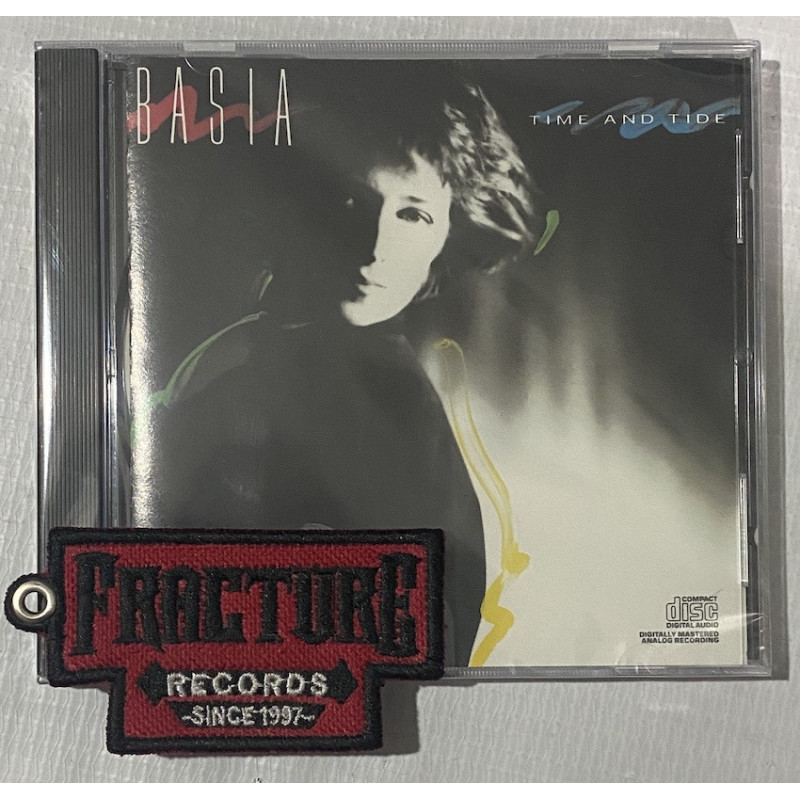 BASIA
TIME AND TIDE
COMPACT
disc
DIGITAL AUDIO
DIGITALLY MASTERED
ANALOG RECORDING
FRACTURE
RECORDS
~SINCE 1997~